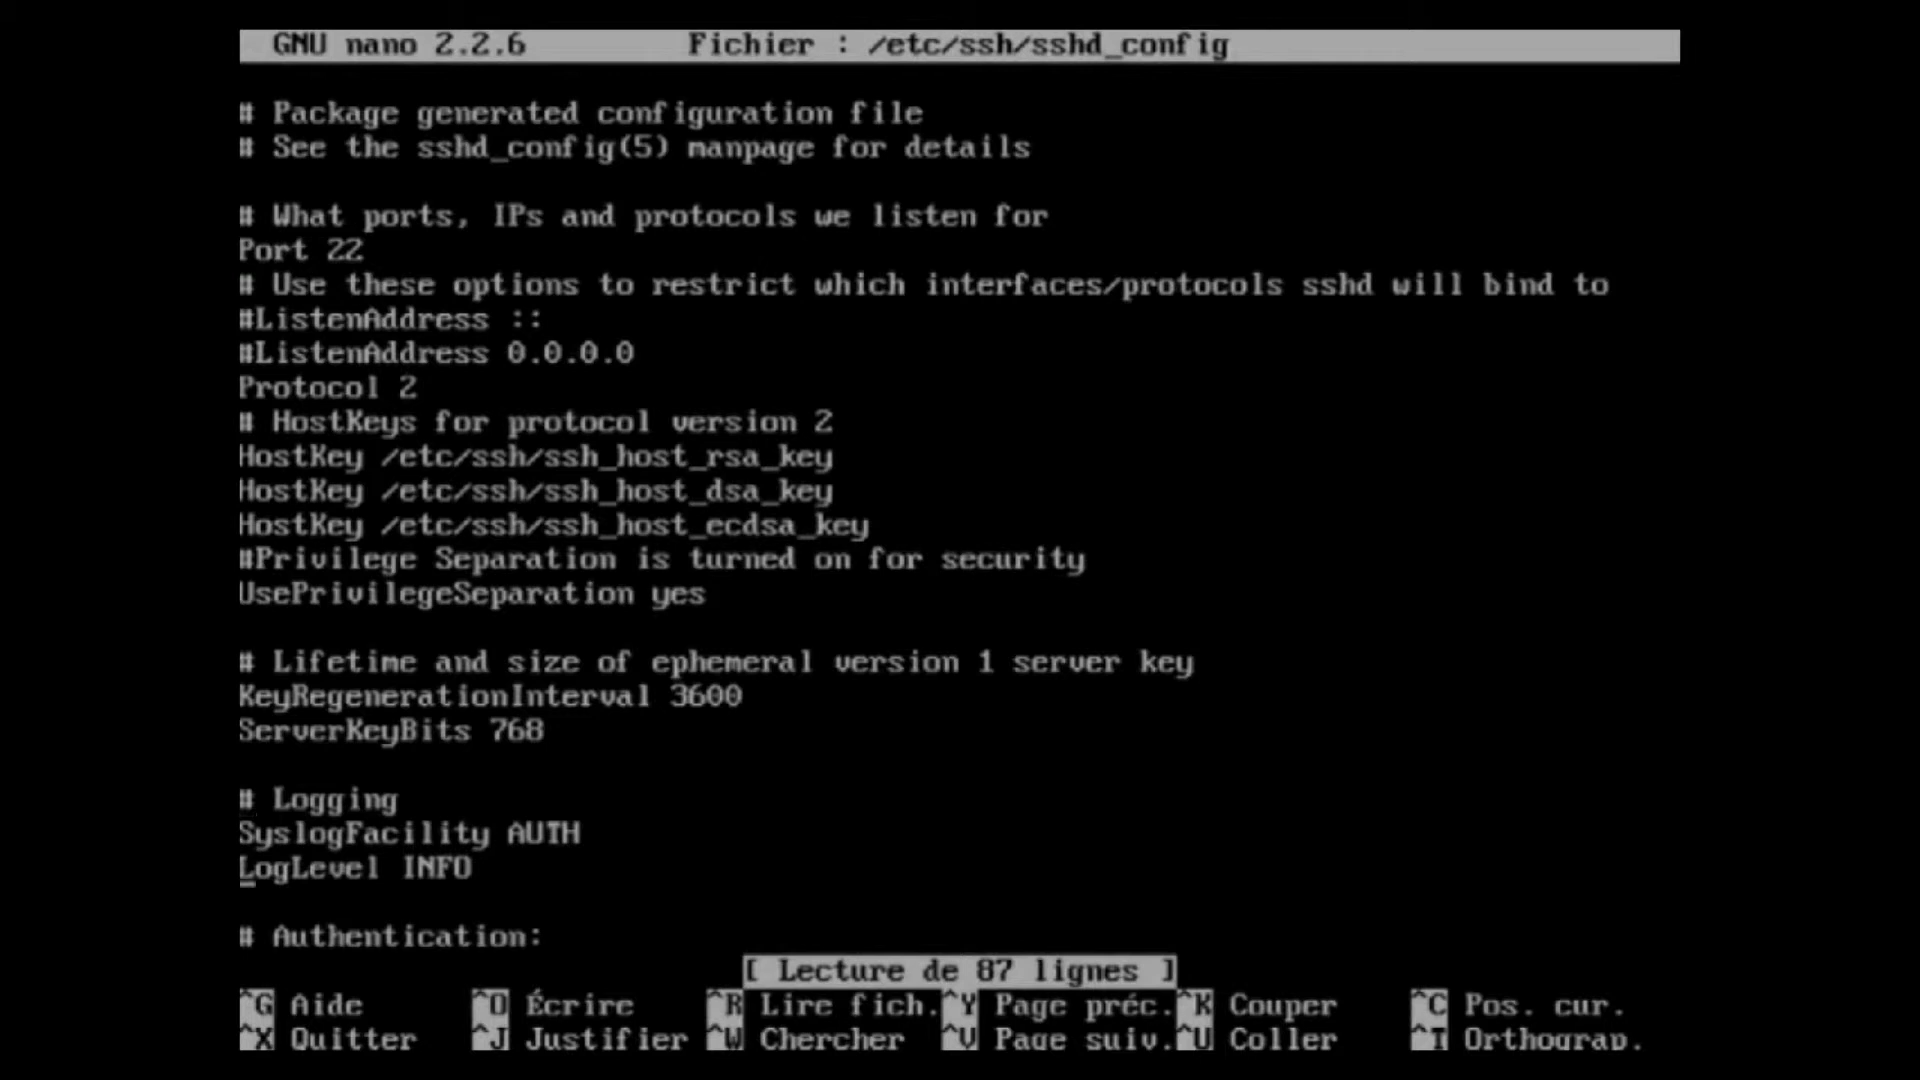 GNU nano 2.2.6 Fichier : /etc/ssh/sshd_config
# Package generated configuration file
# See the sshd_config(5) manpage for details
# What ports, IPs and protocols we listen for
Port 22
# Use these options to restrict which interfaces/protocols sshd will bind to
#ListenAddress ::
#ListenAddress 0.0.0.0
Protocol 2
# HostKeys for protocol version 2
HostKey /etc/ssh/ssh_host_rsa_key
HostKey /etc/ssh/ssh_host_dsa_key
HostKey /etc/ssh/ssh_host_ecdsa_key
#Privilege Separation is turned on for security
UsePrivilegeSeparation yes
# Lifetime and size of ephemeral version 1 server key
KeyRegenerationInterval 3600
ServerKeyBits 768
# Logging
SyslogFacility AUTH
LogLevel INFO
# Authentication:
[ Lecture de 87 lignes ]
^G Aide ^O Écrire ^R Lire fich. ^Y Page préc. ^K Couper ^C Pos. cur.
^X Quitter ^J Justifier ^W Chercher ^V Page suiv. ^U Coller ^T Orthograp.